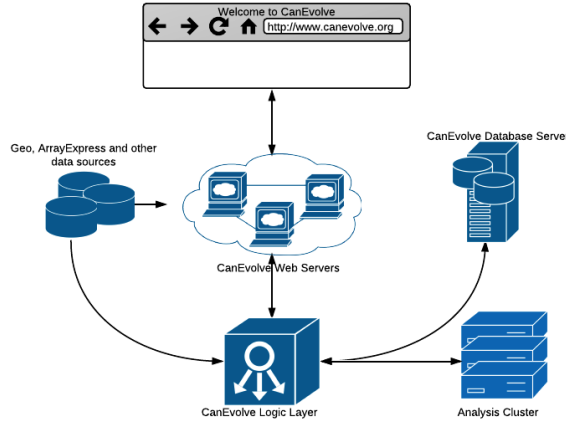 Welcome to CanEvolve
http://www.canevolve.org
Geo, ArrayExpress and other
data sources
CanEvolve Database Server
CanEvolve Web Servers
CanEvolve Logic Layer
Analysis Cluster